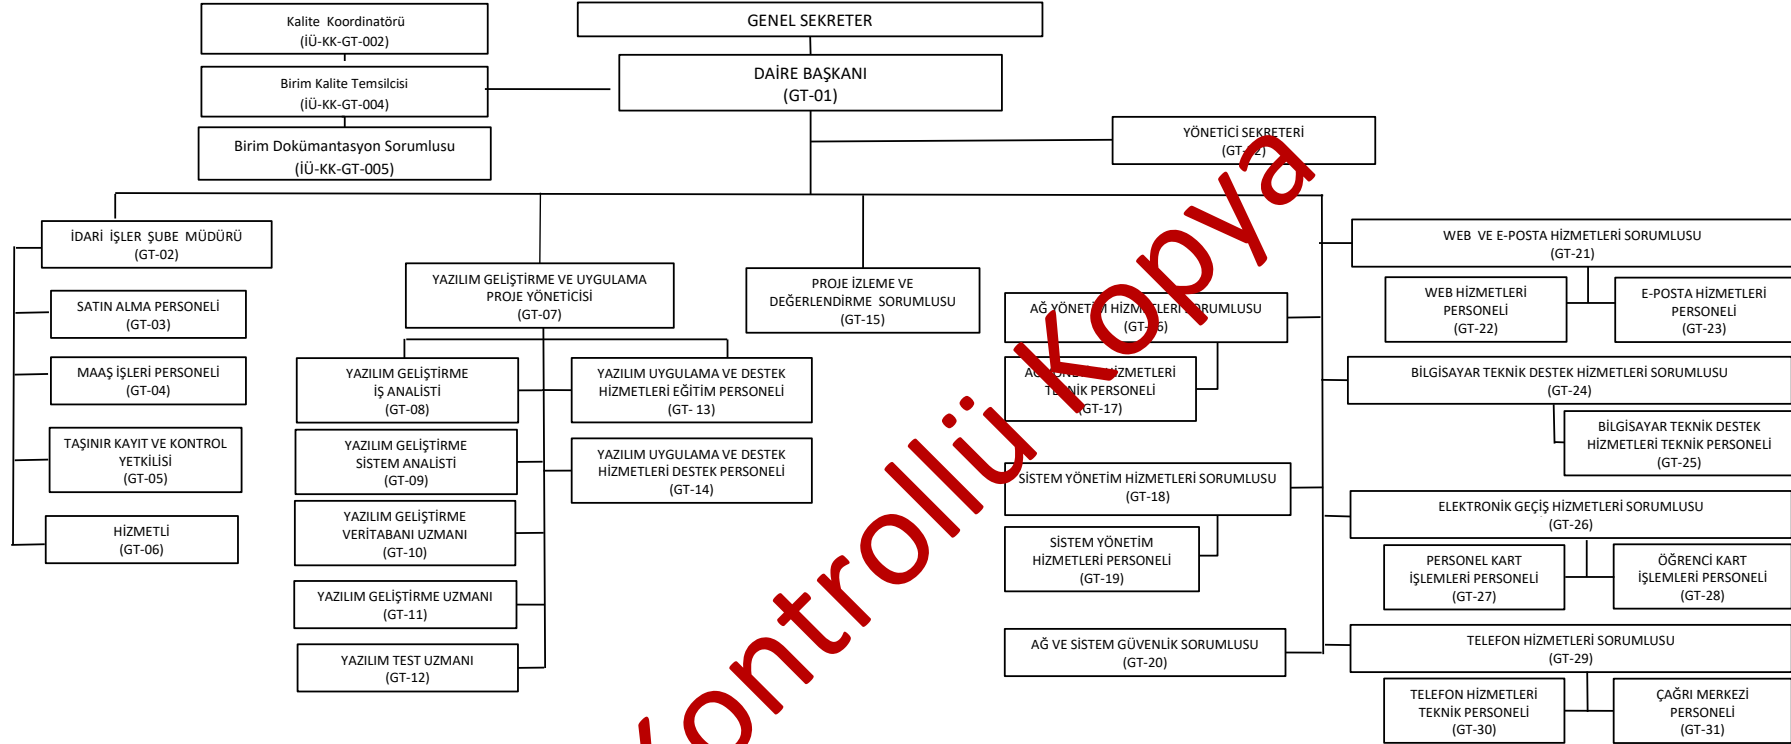 Kalite Koordinatörü
(İÜ-KK-GT-002)
GENEL SEKRETER
Birim Kalite Temsilcisi
(İÜ-KK-GT-004)
DAİRE BAŞKANI
(GT-01)
Birim Dokümantasyon Sorumlusu
(İÜ-KK-GT-005)
YÖNETİCİ SEKRETERİ
İDARİ İŞLER ŞUBE MÜDÜRÜ
(GT-02)
SATIN ALMA PERSONELİ
(GT-03)
MAAŞ İŞLERİ PERSONELİ
(GT-04)
TAŞINIR KAYIT VE KONTROL
YETKİLİSİ
(GT-05)
HİZMETLİ
(GT-06)
YAZILIM GELİŞTİRME VE UYGULAMA
PROJE YÖNETİCİSİ
(GT-07)
YAZILIM GELİŞTİRME
İŞ ANALİSTİ
(GT-08)
YAZILIM GELİŞTİRME
SİSTEM ANALİSTİ
(GT-09)
YAZILIM GELİŞTİRME
VERİTABANI UZMANI
(GT-10)
YAZILIM GELİŞTİRME UZMANI
(GT-11)
YAZILIM TEST UZMANI
(GT-12)
YAZILIM UYGULAMA VE DESTEK
HİZMETLERİ EĞİTİM PERSONELİ
(GT- 13)
YAZILIM UYGULAMA VE DESTEK
HİZMETLERİ DESTEK PERSONELİ
(GT-14)
PROJE İZLEME VE
DEĞERLENDİRME SORUMLUSU
(GT-15)
AĞ YÖNETİM HİZMETLERİ SORUMLUSU
(GT-16)
AĞ YÖNETİM HİZMETLERİ
TEKNİK PERSONELİ
(GT-17)
SİSTEM YÖNETİM HİZMETLERİ SORUMLUSU
(GT-18)
SİSTEM YÖNETİM
HİZMETLERİ PERSONELİ
(GT-19)
AĞ VE SİSTEM GÜVENLİK SORUMLUSU
(GT-20)
WEB VE E-POSTA HİZMETLERİ SORUMLUSU
(GT-21)
WEB HİZMETLERİ
PERSONELİ
(GT-22)
E-POSTA HİZMETLERİ
PERSONELİ
(GT-23)
BİLGİSAYAR TEKNİK DESTEK HİZMETLERİ SORUMLUSU
(GT-24)
BİLGİSAYAR TEKNİK DESTEK
HİZMETLERİ TEKNİK PERSONELİ
(GT-25)
ELEKTRONİK GEÇİŞ HİZMETLERİ SORUMLUSU
(GT-26)
PERSONEL KART
İŞLEMLERİ PERSONELİ
(GT-27)
ÖĞRENCİ KART
İŞLEMLERİ PERSONELİ
(GT-28)
TELEFON HİZMETLERİ SORUMLUSU
(GT-29)
TELEFON HİZMETLERİ
TEKNİK PERSONELİ
(GT-30)
ÇAĞRI MERKEZİ
PERSONELİ
(GT-31)
Kontrollü Kopya